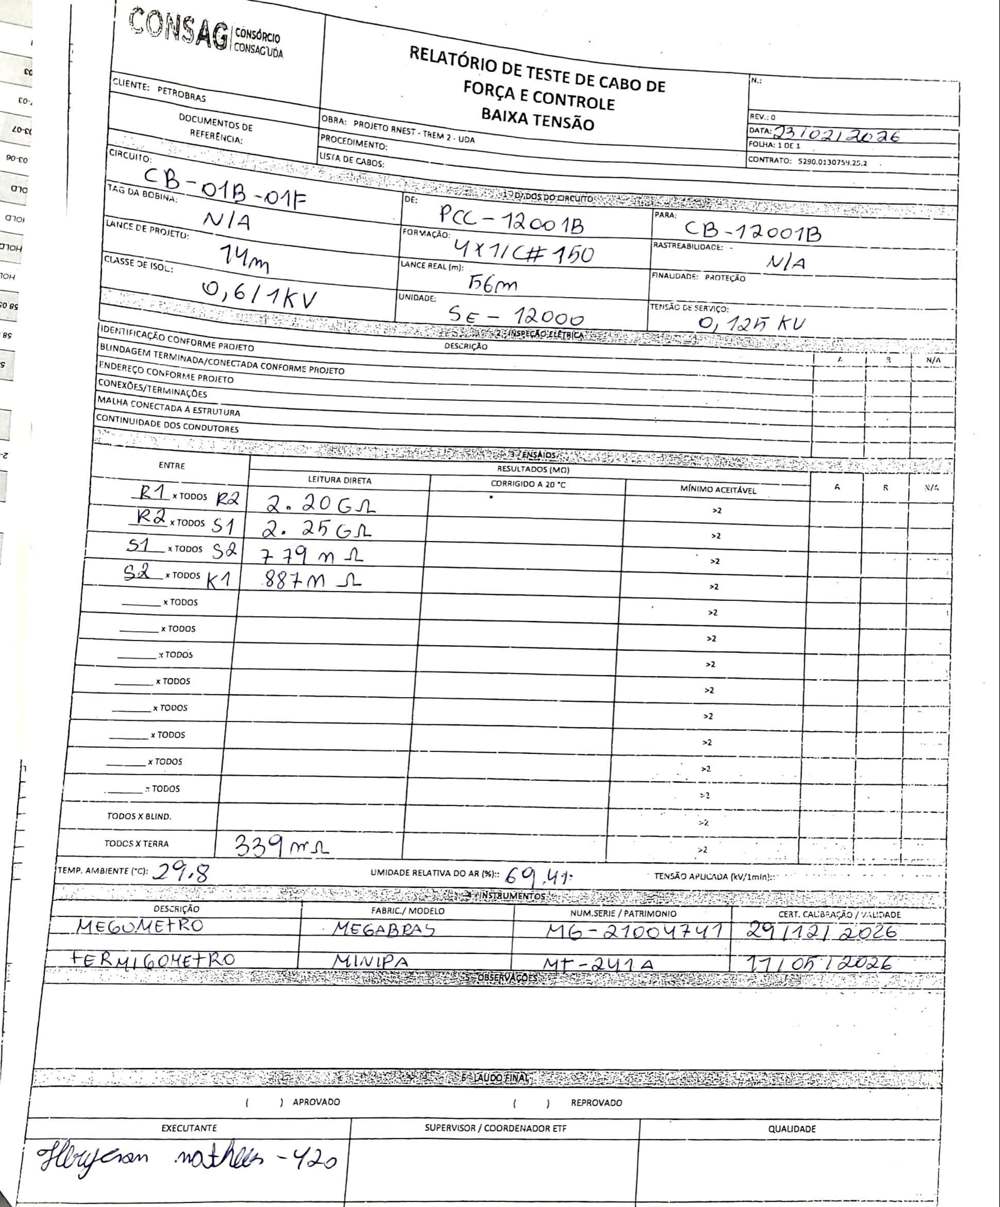 CONSAG CONSÓRCIO CONSAG'UDA
RELATÓRIO DE TESTE DE CABO DE FORÇA E CONTROLE BAIXA TENSÃO
N.:
REV.: 0
DATA: 23/02/2026
FOLHA: 1 DE 1
CONTRATO: 5290.0130759.25.2
CLIENTE: PETROBRAS
OBRA: PROJETO RNEST - TREM 2 - UDA
DOCUMENTOS DE REFERÊNCIA:
PROCEDIMENTO:
LISTA DE CABOS:
1 - DADOS DO CIRCUITO
CIRCUITO: CB-01B-01F
DE: PCC-12001B
PARA: CB-12001B
TAG DA BOBINA: N/A
FORMAÇÃO: 4x1/C#150
RASTREABILIDADE: - N/A
LANCE DE PROJETO: 14m
LANCE REAL (m): 56m
FINALIDADE: PROTEÇÃO
CLASSE DE ISOL.: 0,6/1KV
UNIDADE: SE-12000
TENSÃO DE SERVIÇO: 0,125 KV
2 - INSPEÇÃO ELÉTRICA
DESCRIÇÃO A R N/A
IDENTIFICAÇÃO CONFORME PROJETO
BLINDAGEM TERMINADA/CONECTADA CONFORME PROJETO
ENDEREÇO CONFORME PROJETO
CONEXÕES/TERMINAÇÕES
MALHA CONECTADA À ESTRUTURA
CONTINUIDADE DOS CONDUTORES
3 - ENSAIOS
ENTRE RESULTADOS (MΩ)
LEITURA DIRETA CORRIGIDO A 20 °C MÍNIMO ACEITÁVEL A R N/A
R1 x TODOS R2 2.20GΩ >2
R2 x TODOS S1 2.25GΩ >2
S1 x TODOS S2 779 MΩ >2
S2 x TODOS K1 887M Ω >2
____ x TODOS >2
____ x TODOS >2
____ x TODOS >2
____ x TODOS >2
____ x TODOS >2
____ x TODOS >2
____ x TODOS >2
____ x TODOS >2
TODOS X BLIND. >2
TODOS X TERRA 339 MΩ >2
TEMP. AMBIENTE (°C): 29.8
UMIDADE RELATIVA DO AR (%): 69,41.
TENSÃO APLICADA (kV/1min):
4 - INSTRUMENTOS
DESCRIÇÃO FABRIC./ MODELO NUM.SERIE / PATRIMONIO CERT. CALIBRAÇÃO / VALIDADE
MEGOMETRO MEGABRAS MG-21004741 29/12/2026
TERMIGOMETRO MINIPA MT-241A 11/05/2026
5 - OBSERVAÇÕES
6 - LAUDO FINAL
( ) APROVADO ( ) REPROVADO
EXECUTANTE SUPERVISOR / COORDENADOR ETF QUALIDADE
-420